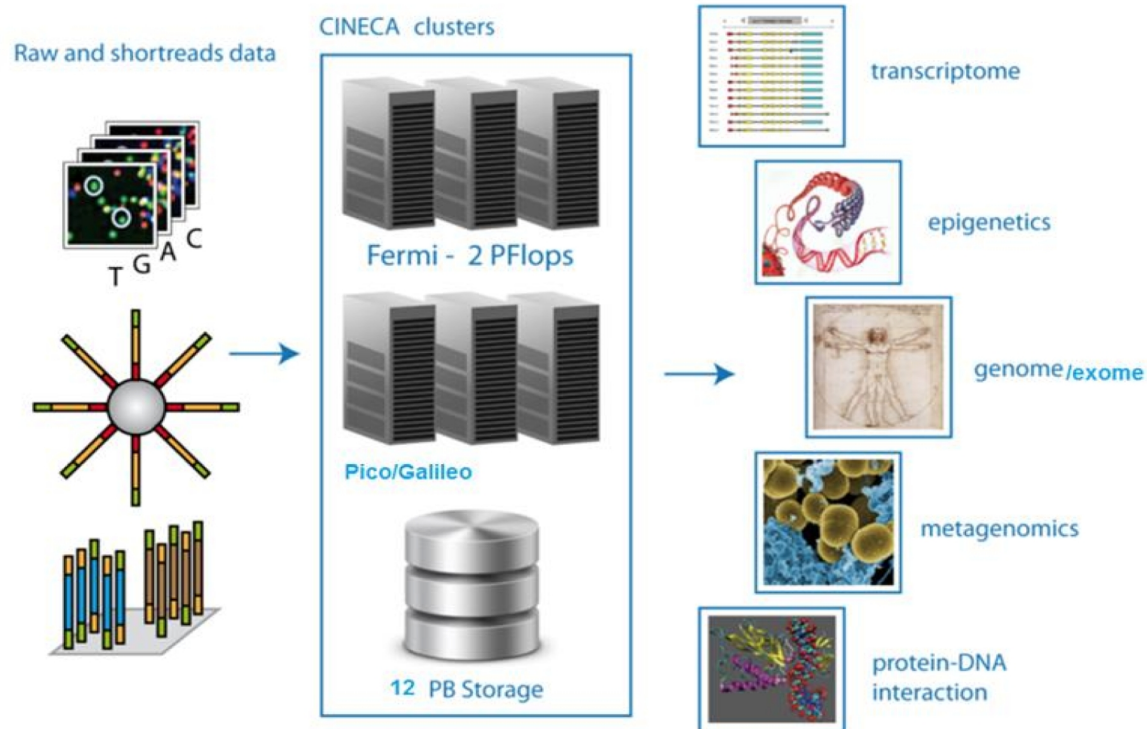 Raw and shortreads data
T G A C
CINECA clusters
Fermi - 2 PFlops
Pico/Galileo
12 PB Storage
transcriptome
epigenetics
genome/exome
metagenomics
protein-DNA
interaction